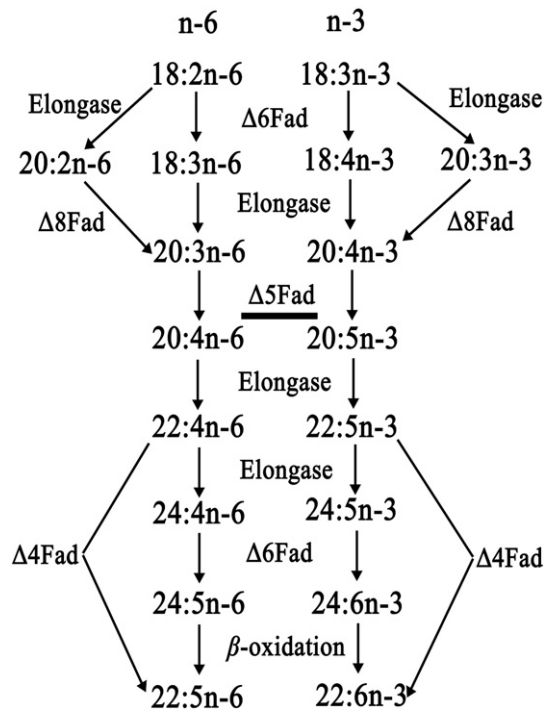 n-6 n-3
18:2n-6 18:3n-3
Elongase Δ6Fad Elongase
20:2n-6 18:3n-6 18:4n-3 20:3n-3
Δ8Fad Elongase Δ8Fad
20:3n-6 20:4n-3
Δ5Fad
20:4n-6 20:5n-3
Elongase
22:4n-6 22:5n-3
Elongase
24:4n-6 24:5n-3
Δ4Fad Δ6Fad Δ4Fad
24:5n-6 24:6n-3
β-oxidation
22:5n-6 22:6n-3